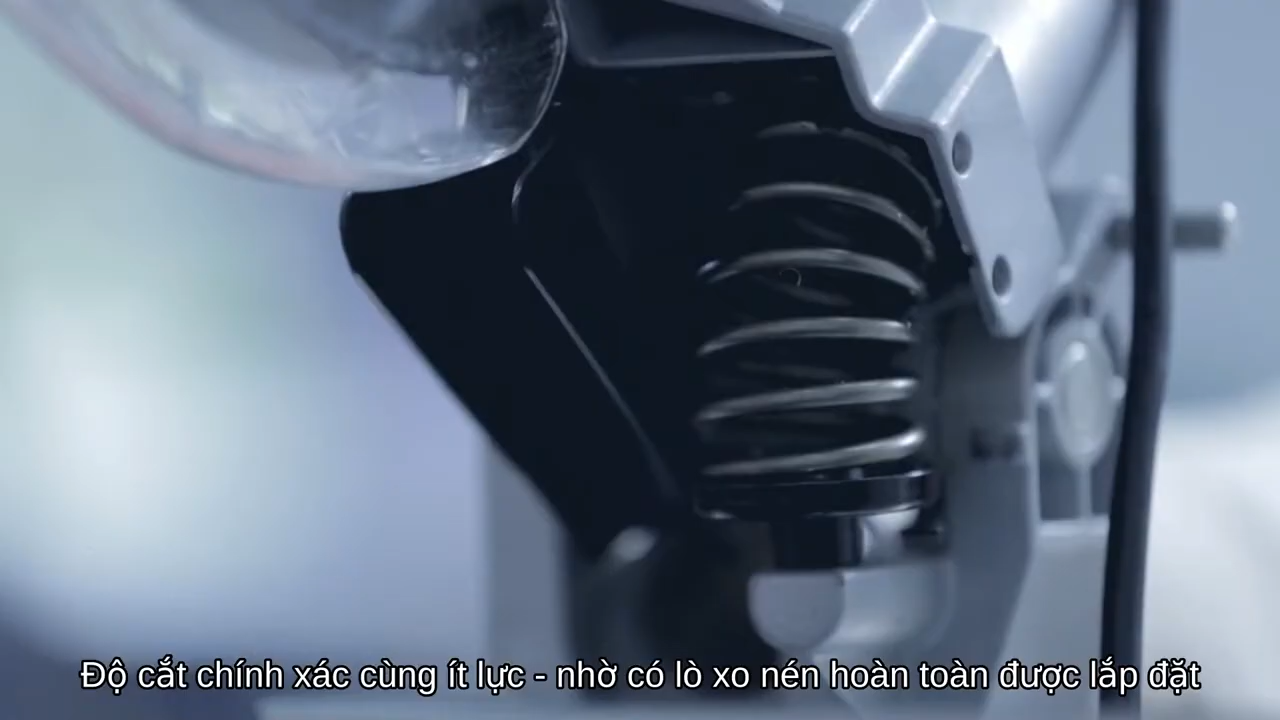 Độ cắt chính xác cùng ít lực - nhờ có lò xo nén hoàn toàn được lắp đặt